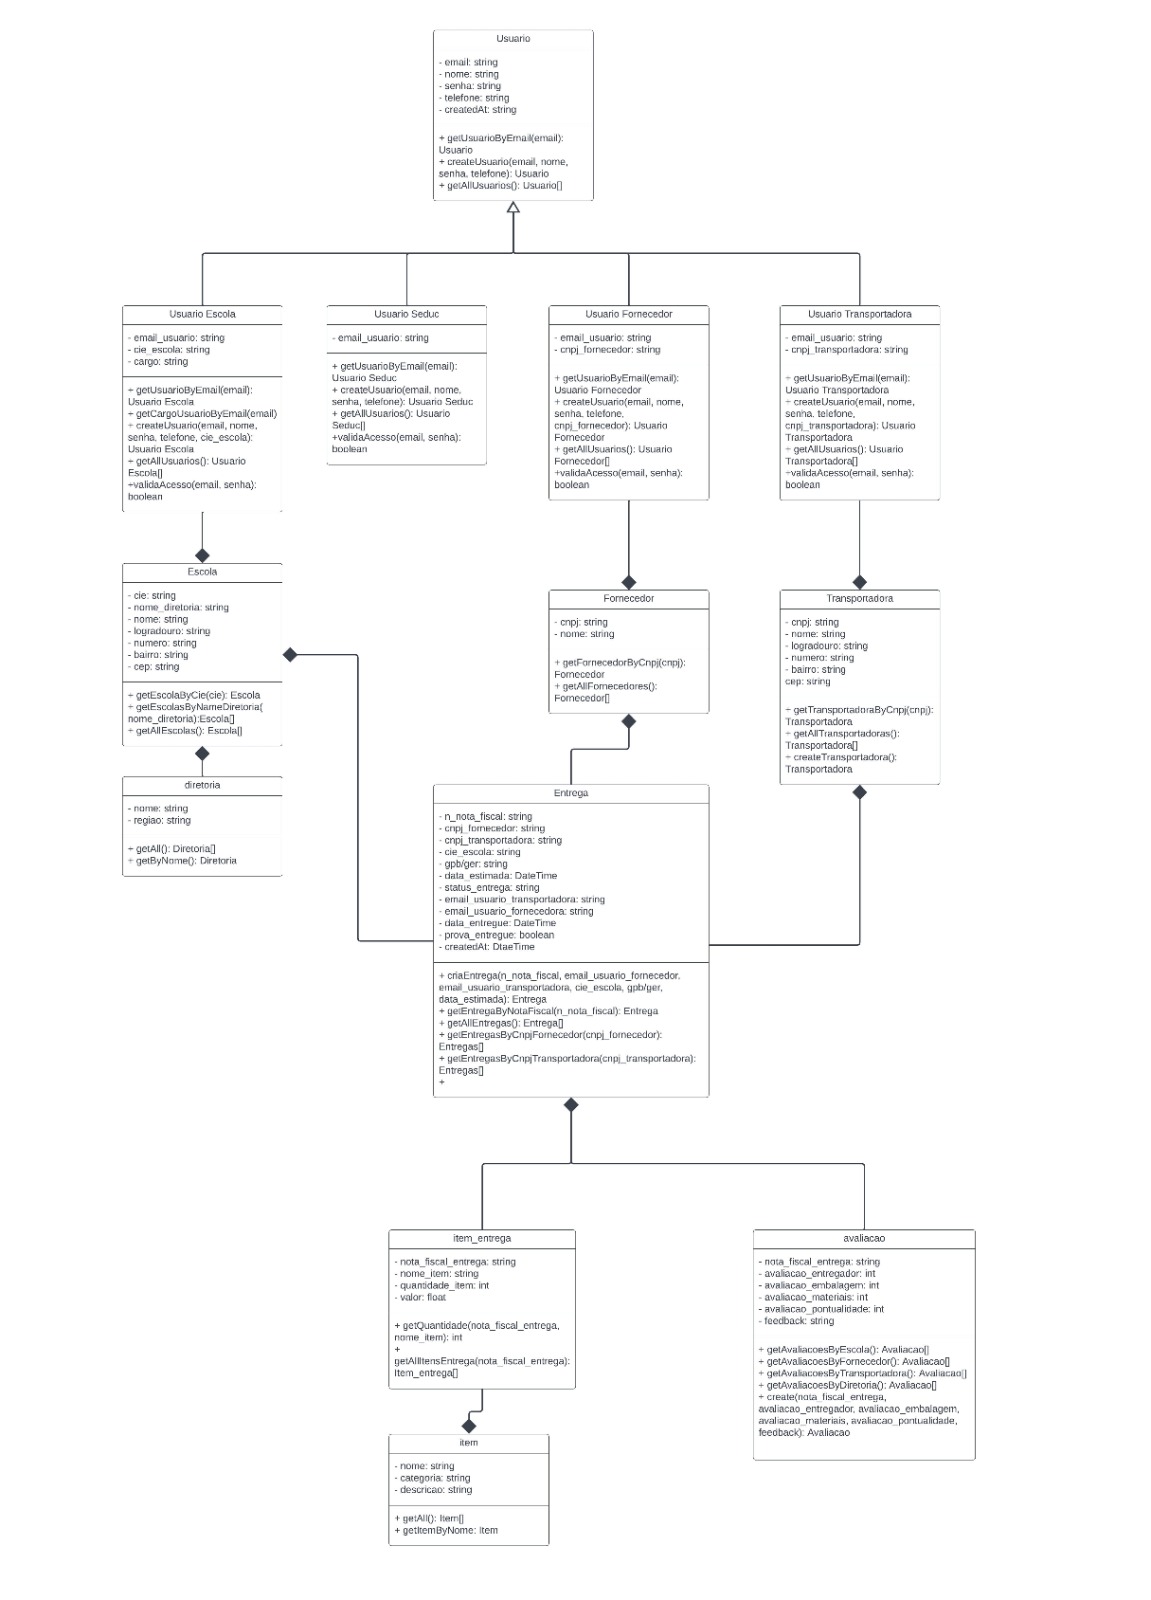 Usuario
- email: string
- nome: string
- senha: string
- telefone: string
- createdAt: string
+ getUsuarioByEmail(email):
Usuario
+ createUsuario(email, nome,
senha, telefone): Usuario
+ getAllUsuarios(): Usuario[]
Usuario Escola
- email_usuario: string
- cie_escola: string
- cargo: string
+ getUsuarioByEmail(email):
Usuario Escola
+ getCargoUsuarioByEmail(email)
+ createUsuario(email, nome,
senha, telefone, cie_escola):
Usuario Escola
+ getAllUsuarios(): Usuario
Escola[]
+validaAcesso(email, senha):
boolean
Usuario Seduc
- email_usuario: string
+ getUsuarioByEmail(email):
Usuario Seduc
+ createUsuario(email, nome,
senha, telefone): Usuario Seduc
+ getAllUsuarios(): Usuario
Seduc[]
+validaAcesso(email, senha):
boolean
Usuario Fornecedor
- email_usuario: string
- cnpj_fornecedor: string
+ getUsuarioByEmail(email):
Usuario Fornecedor
+ createUsuario(email, nome,
senha, telefone,
cnpj_fornecedor): Usuario
Fornecedor
+ getAllUsuarios(): Usuario
Fornecedor[]
+validaAcesso(email, senha):
boolean
Usuario Transportadora
- email_usuario: string
- cnpj_transportadora: string
+ getUsuarioByEmail(email):
Usuario Transportadora
+ createUsuario(email, nome,
senha, telefone,
cnpj_transportadora): Usuario
Transportadora
+ getAllUsuarios(): Usuario
Transportadora[]
+validaAcesso(email, senha):
boolean
Escola
- cie: string
- nome_diretoria: string
- nome: string
- logradouro: string
- numero: string
- bairro: string
- cep: string
+ getEscolaByCie(cie): Escola
+ getEscolasByNameDiretoria(
nome_diretoria):Escola[]
+ getAllEscolas(): Escola[]
Fornecedor
- cnpj: string
- nome: string
+ getFornecedorByCnpj(cnpj):
Fornecedor
+ getAllFornecedores():
Fornecedor[]
Transportadora
- cnpj: string
- nome: string
- logradouro: string
- numero: string
- bairro: string
cep: string
+ getTransportadoraByCnpj(cnpj):
Transportadora
+ getAllTransportadoras():
Transportadora[]
+ createTransportadora():
Transportadora
diretoria
- nome: string
- regiao: string
+ getAll(): Diretoria[]
+ getByNome(): Diretoria
Entrega
- n_nota_fiscal: string
- cnpj_fornecedor: string
- cnpj_transportadora: string
- cie_escola: string
- gpb/ger: string
- data_estimada: DateTime
- status_entrega: string
- email_usuario_transportadora: string
- email_usuario_fornecedora: string
- data_entregue: DateTime
- prova_entregue: boolean
- createdAt: DtaeTime
+ criaEntrega(n_nota_fiscal, email_usuario_fornecedor,
email_usuario_transportadora, cie_escola, gpb/ger,
data_estimada): Entrega
+ getEntregaByNotaFiscal(n_nota_fiscal): Entrega
+ getAllEntregas(): Entrega[]
+ getEntregasByCnpjFornecedor(cnpj_fornecedor):
Entregas[]
+ getEntregasByCnpjTransportadora(cnpj_transportadora):
Entregas[]
+
item_entrega
- nota_fiscal_entrega: string
- nome_item: string
- quantidade_item: int
- valor: float
+ getQuantidade(nota_fiscal_entrega,
nome_item): int
+
getAllItensEntrega(nota_fiscal_entrega):
Item_entrega[]
avaliacao
- nota_fiscal_entrega: string
- avaliacao_entregador: int
- avaliacao_embalagem: int
- avaliacao_materiais: int
- avaliacao_pontualidade: int
- feedback: string
+ getAvaliacoesByEscola(): Avaliacao[]
+ getAvaliacoesByFornecedor(): Avaliacao[]
+ getAvaliacoesByTransportadora(): Avaliacao[]
+ getAvaliacoesByDiretoria(): Avaliacao[]
+ create(nota_fiscal_entrega,
avaliacao_entregador, avaliacao_embalagem,
avaliacao_materiais, avaliacao_pontualidade,
feedback): Avaliacao
item
- nome: string
- categoria: string
- descricao: string
+ getAll(): Item[]
+ getItemByNome: Item